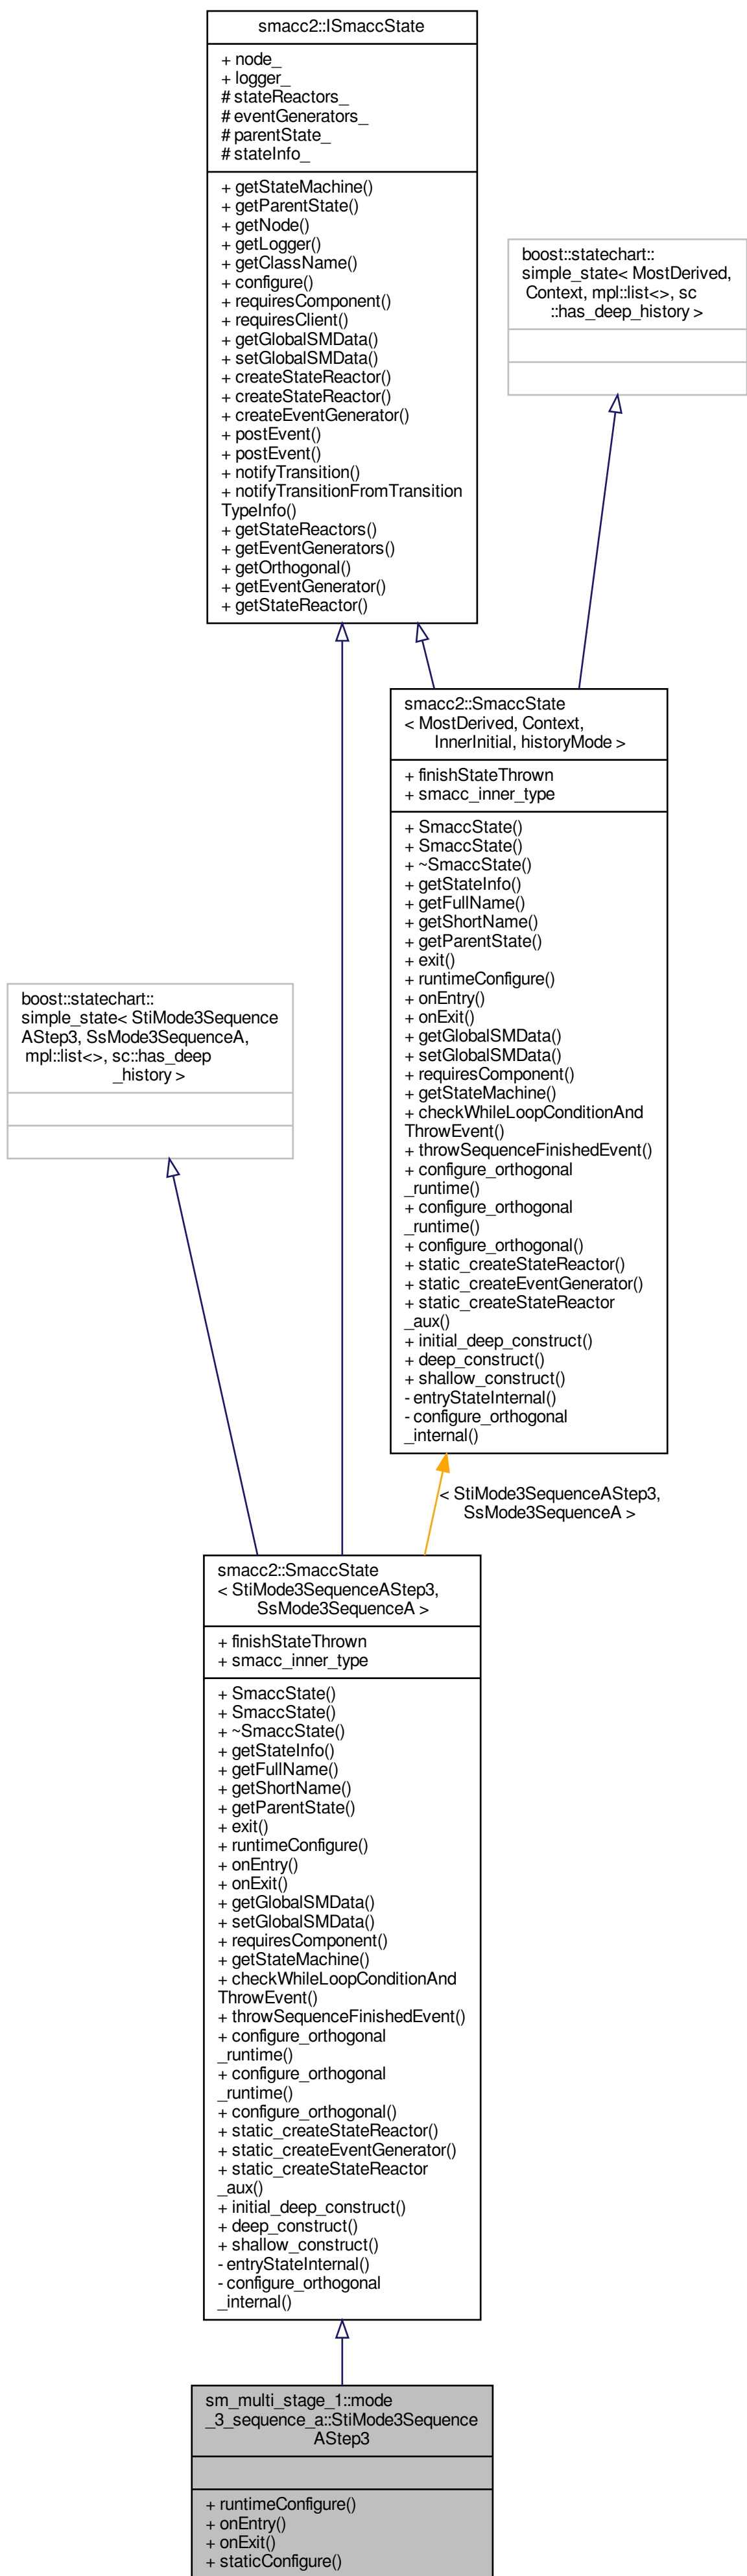 smacc2::ISmaccState
+ node_
+ logger_
# stateReactors_
# eventGenerators_
# parentState_
# stateInfo_
+ getStateMachine()
+ getParentState()
+ getNode()
+ getLogger()
+ getClassName()
+ configure()
+ requiresComponent()
+ requiresClient()
+ getGlobalSMData()
+ setGlobalSMData()
+ createStateReactor()
+ createStateReactor()
+ createEventGenerator()
+ postEvent()
+ postEvent()
+ notifyTransition()
+ notifyTransitionFromTransition
TypeInfo()
+ getStateReactors()
+ getEventGenerators()
+ getOrthogonal()
+ getEventGenerator()
+ getStateReactor()
boost::statechart::
simple_state< MostDerived,
Context, mpl::list<>, sc
::has_deep_history >
smacc2::SmaccState
< MostDerived, Context,
InnerInitial, historyMode >
+ finishStateThrown
+ smacc_inner_type
+ SmaccState()
+ SmaccState()
+ ~SmaccState()
+ getStateInfo()
+ getFullName()
+ getShortName()
+ getParentState()
+ exit()
+ runtimeConfigure()
+ onEntry()
+ onExit()
+ getGlobalSMData()
+ setGlobalSMData()
+ requiresComponent()
+ getStateMachine()
+ checkWhileLoopConditionAnd
ThrowEvent()
+ throwSequenceFinishedEvent()
+ configure_orthogonal
_runtime()
+ configure_orthogonal
_runtime()
+ configure_orthogonal()
+ static_createStateReactor()
+ static_createEventGenerator()
+ static_createStateReactor
_aux()
+ initial_deep_construct()
+ deep_construct()
+ shallow_construct()
- entryStateInternal()
- configure_orthogonal
_internal()
boost::statechart::
simple_state< StiMode3Sequence
AStep3, SsMode3SequenceA,
mpl::list<>, sc::has_deep
_history >
< StiMode3SequenceAStep3,
SsMode3SequenceA >
smacc2::SmaccState
< StiMode3SequenceAStep3,
SsMode3SequenceA >
+ finishStateThrown
+ smacc_inner_type
+ SmaccState()
+ SmaccState()
+ ~SmaccState()
+ getStateInfo()
+ getFullName()
+ getShortName()
+ getParentState()
+ exit()
+ runtimeConfigure()
+ onEntry()
+ onExit()
+ getGlobalSMData()
+ setGlobalSMData()
+ requiresComponent()
+ getStateMachine()
+ checkWhileLoopConditionAnd
ThrowEvent()
+ throwSequenceFinishedEvent()
+ configure_orthogonal
_runtime()
+ configure_orthogonal
_runtime()
+ configure_orthogonal()
+ static_createStateReactor()
+ static_createEventGenerator()
+ static_createStateReactor
_aux()
+ initial_deep_construct()
+ deep_construct()
+ shallow_construct()
- entryStateInternal()
- configure_orthogonal
_internal()
sm_multi_stage_1::mode
_3_sequence_a::StiMode3Sequence
AStep3
+ runtimeConfigure()
+ onEntry()
+ onExit()
+ staticConfigure()